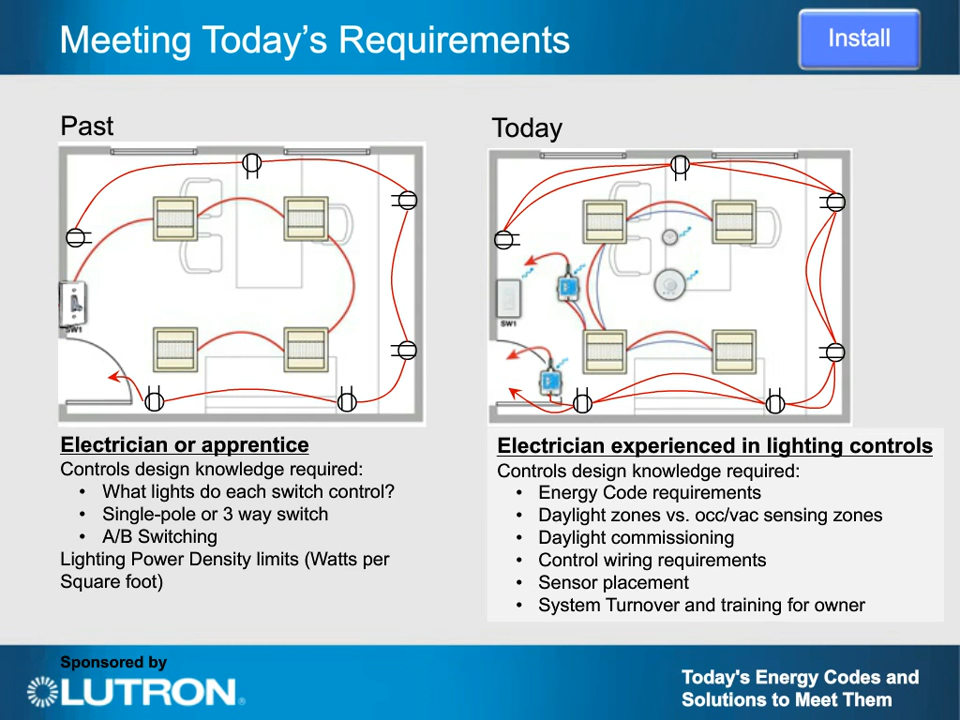 Meeting Today's Requirements
Install
Past
Today
SW1
SW1
Electrician or apprentice
Controls design knowledge required:
• What lights do each switch control?
• Single-pole or 3 way switch
• A/B Switching
Lighting Power Density limits (Watts per
Square foot)
Electrician experienced in lighting controls
Controls design knowledge required:
• Energy Code requirements
• Daylight zones vs. occ/vac sensing zones
• Daylight commissioning
• Control wiring requirements
• Sensor placement
• System Turnover and training for owner
Sponsored by
LUTRON®
Today's Energy Codes and
Solutions to Meet Them